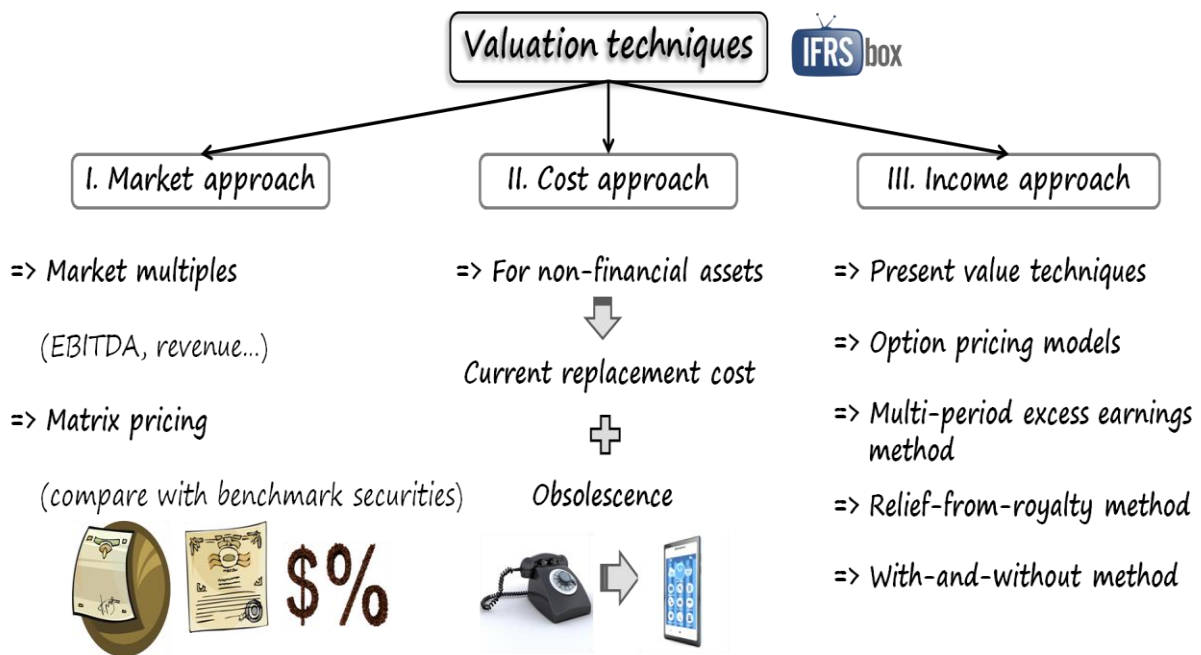 Valuation techniques
IFRS box
I. Market approach
=> Market multiples
(EBITDA, revenue...)
=> Matrix pricing
(compare with benchmark securities)
$%
II. Cost approach
=> For non-financial assets
Current replacement cost
+
Obsolescence
III. Income approach
=> Present value techniques
=> Option pricing models
=> Multi-period excess earnings
method
=> Relief-from-royalty method
=> With-and-without method